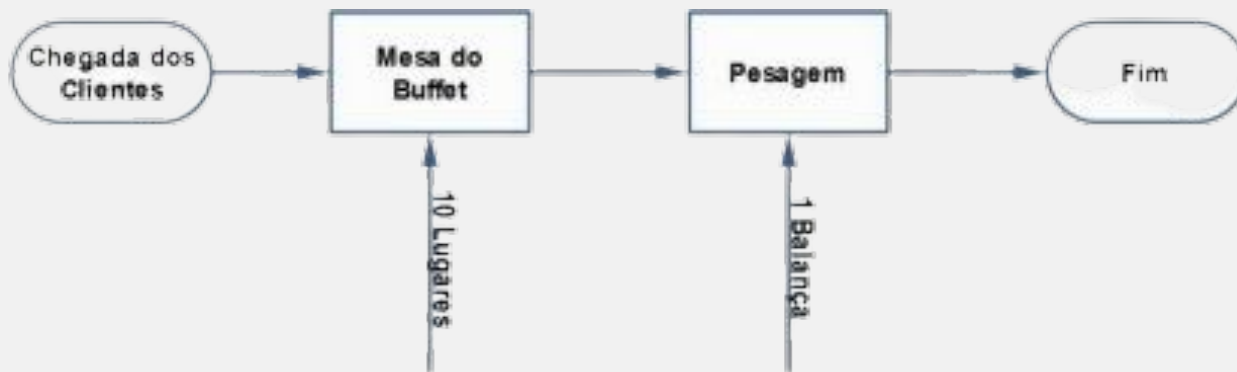 Chegada dos
Clientes
Mesa do
Buffet
Pesagem
Fim
10 Lugares
1 Balança